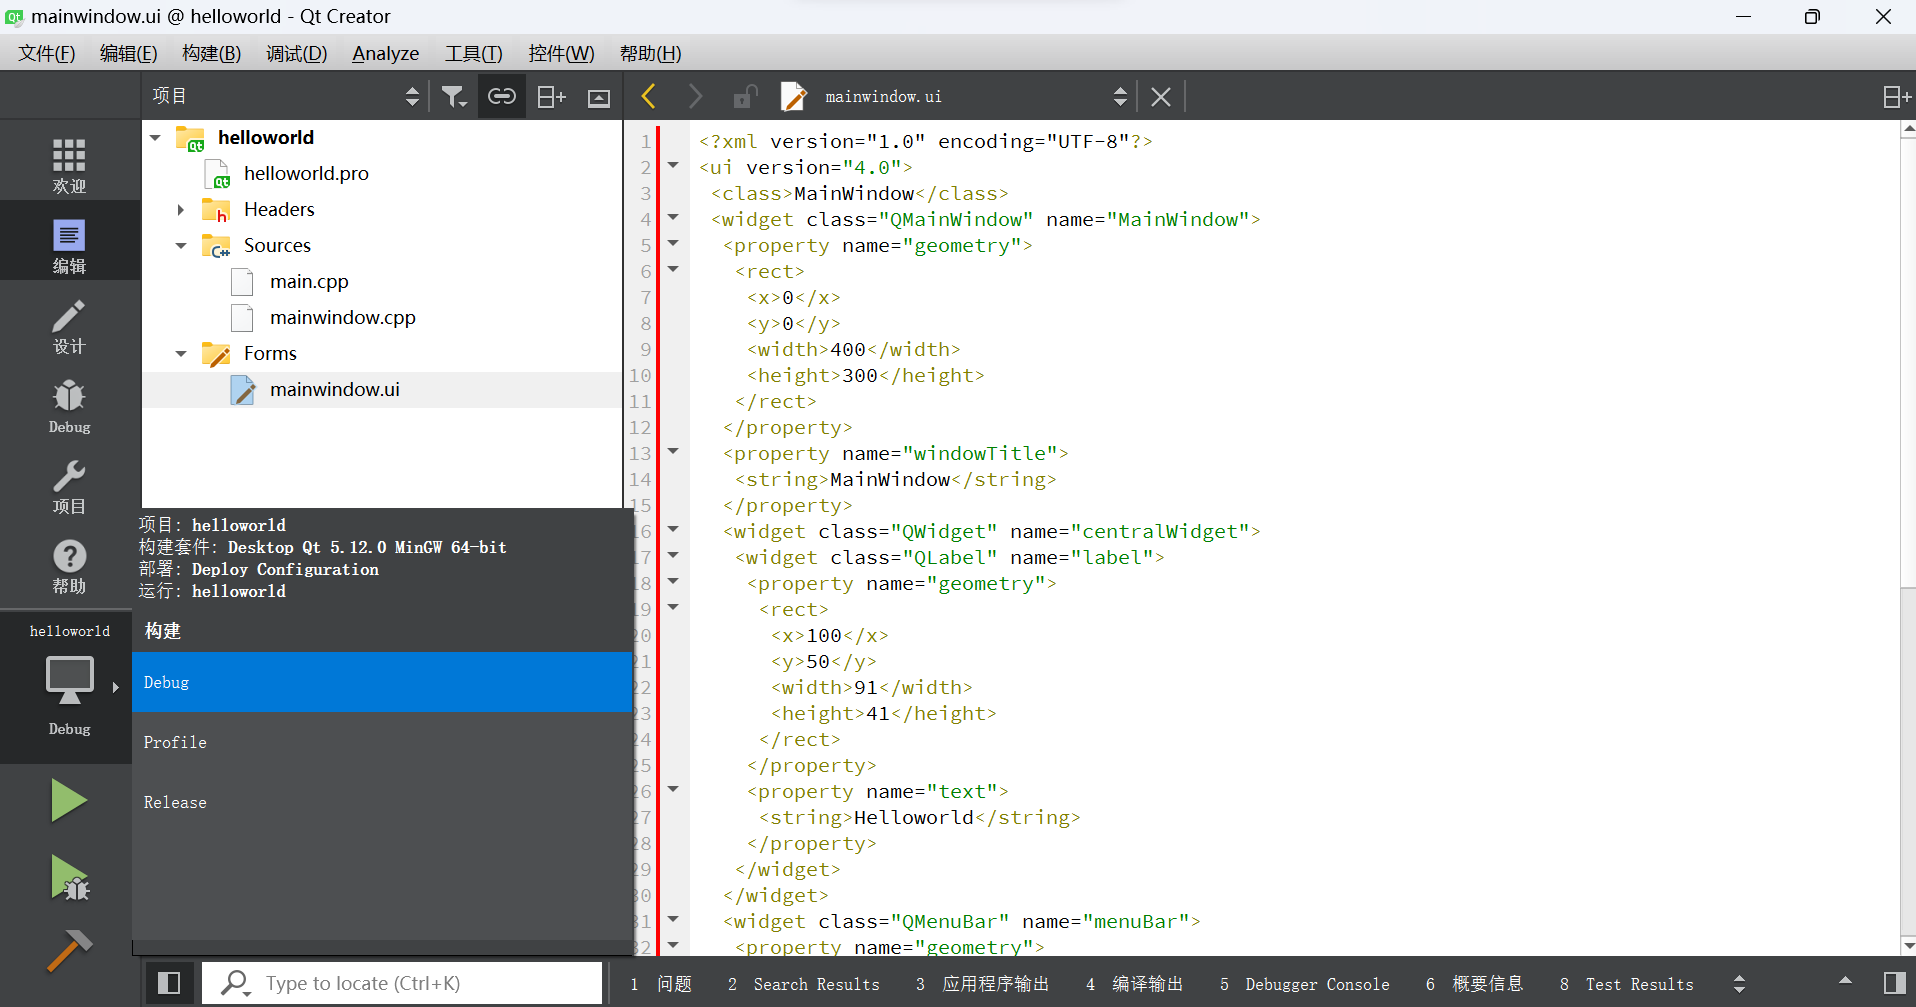 mainwindow.ui @ helloworld - Qt Creator
文件(F) 编辑(E) 构建(B) 调试(D) Analyze 工具(T) 控件(W) 帮助(H)
项目
mainwindow.ui
欢迎
编辑
设计
Debug
项目
帮助
helloworld
Debug
helloworld
helloworld.pro
Headers
Sources
main.cpp
mainwindow.cpp
Forms
mainwindow.ui
项目: helloworld
构建套件: Desktop Qt 5.12.0 MinGW 64-bit
部署: Deploy Configuration
运行: helloworld
构建
Debug
Profile
Release
1 <?xml version="1.0" encoding="UTF-8"?>
2 <ui version="4.0">
3 <class>MainWindow</class>
4 <widget class="QMainWindow" name="MainWindow">
5 <property name="geometry">
6 <rect>
7 <x>0</x>
8 <y>0</y>
9 <width>400</width>
10 <height>300</height>
11 </rect>
12 </property>
13 <property name="windowTitle">
14 <string>MainWindow</string>
15 </property>
16 <widget class="QWidget" name="centralWidget">
17 <widget class="QLabel" name="label">
18 <property name="geometry">
19 <rect>
20 <x>100</x>
21 <y>50</y>
22 <width>91</width>
23 <height>41</height>
24 </rect>
25 </property>
26 <property name="text">
27 <string>Helloworld</string>
28 </property>
29 </widget>
30 </widget>
31 <widget class="QMenuBar" name="menuBar">
32 <property name="geometry">
Type to locate (Ctrl+K)
1 问题 2 Search Results 3 应用程序输出 4 编译输出 5 Debugger Console 6 概要信息 8 Test Results